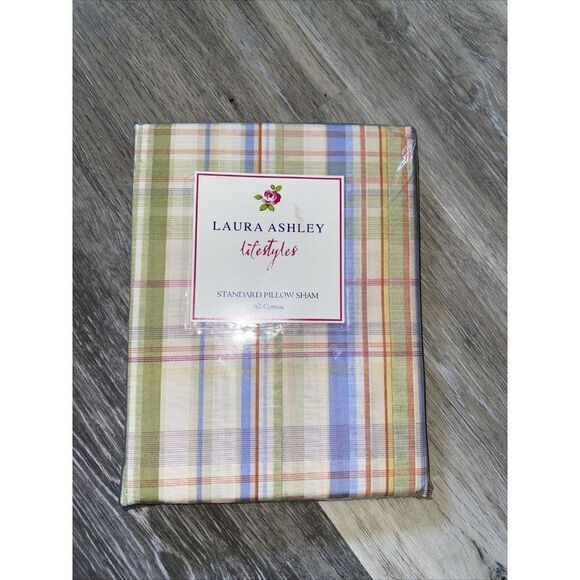 LAURA ASHLEY
lifestyles
STANDARD PILLOW SHAM
All Cotton